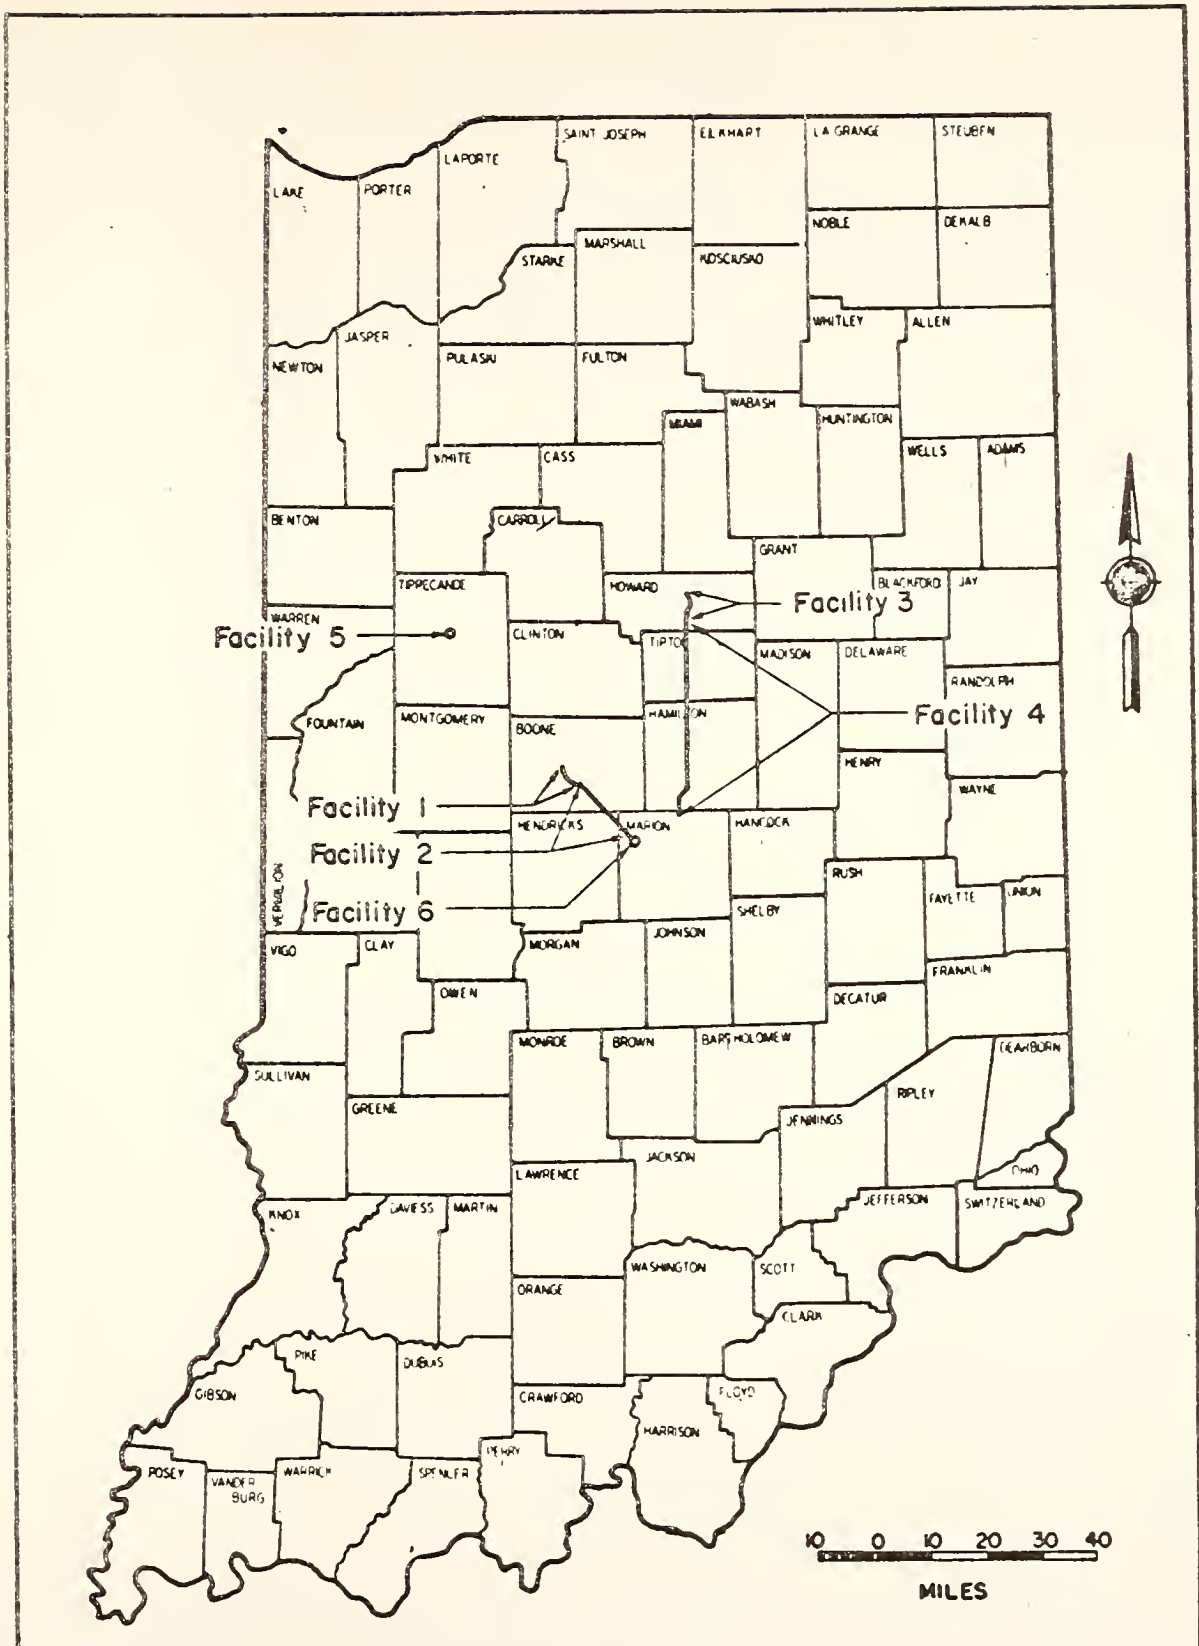 SAINT JOSEPH
ELKHART
LA GRANGE
STEUBEN
LAPORTE
LAKE
PORTER
NOBLE
DEKALB
MARSHALL
STARKE
KOSCIUSKO
WHITLEY
ALLEN
JASPER
NEWTON
PULASKI
FULTON
WABASH
MIAMI
HUNTINGTON
WHITE
CASS
WELLS
ADAMS
BENTON
CARROLL
GRANT
TIPPECANOE
HOWARD
BLACKFORD
JAY
Facility 3
WARREN
Facility 5
CLINTON
TIPTON
MADISON
DELAWARE
RANDOLPH
FOUNTAIN
MONTGOMERY
BOONE
HAMILTON
Facility 4
HENRY
WAYNE
Facility 1
HENDRICKS
MARION
HANCOCK
Facility 2
RUSH
VERMILION
FAYETTE
UNION
Facility 6
SHELBY
VIGO
CLAY
MORGAN
JOHNSON
FRANKLIN
OWEN
DECATUR
MONROE
BROWN
BARTHOLOMEW
DEARBORN
SULLIVAN
GREENE
RIPLEY
JENNINGS
JACKSON
LAWRENCE
OHIO
KNOX
DAVIESS
MARTIN
JEFFERSON
SWITZERLAND
WASHINGTON
SCOTT
ORANGE
CLARK
PIKE
DUBOIS
GIBSON
CRAWFORD
FLOYD
HARRISON
PERRY
POSEY
VANDER
BURG
WARRICK
SPENCER
10 0 10 20 30 40
MILES